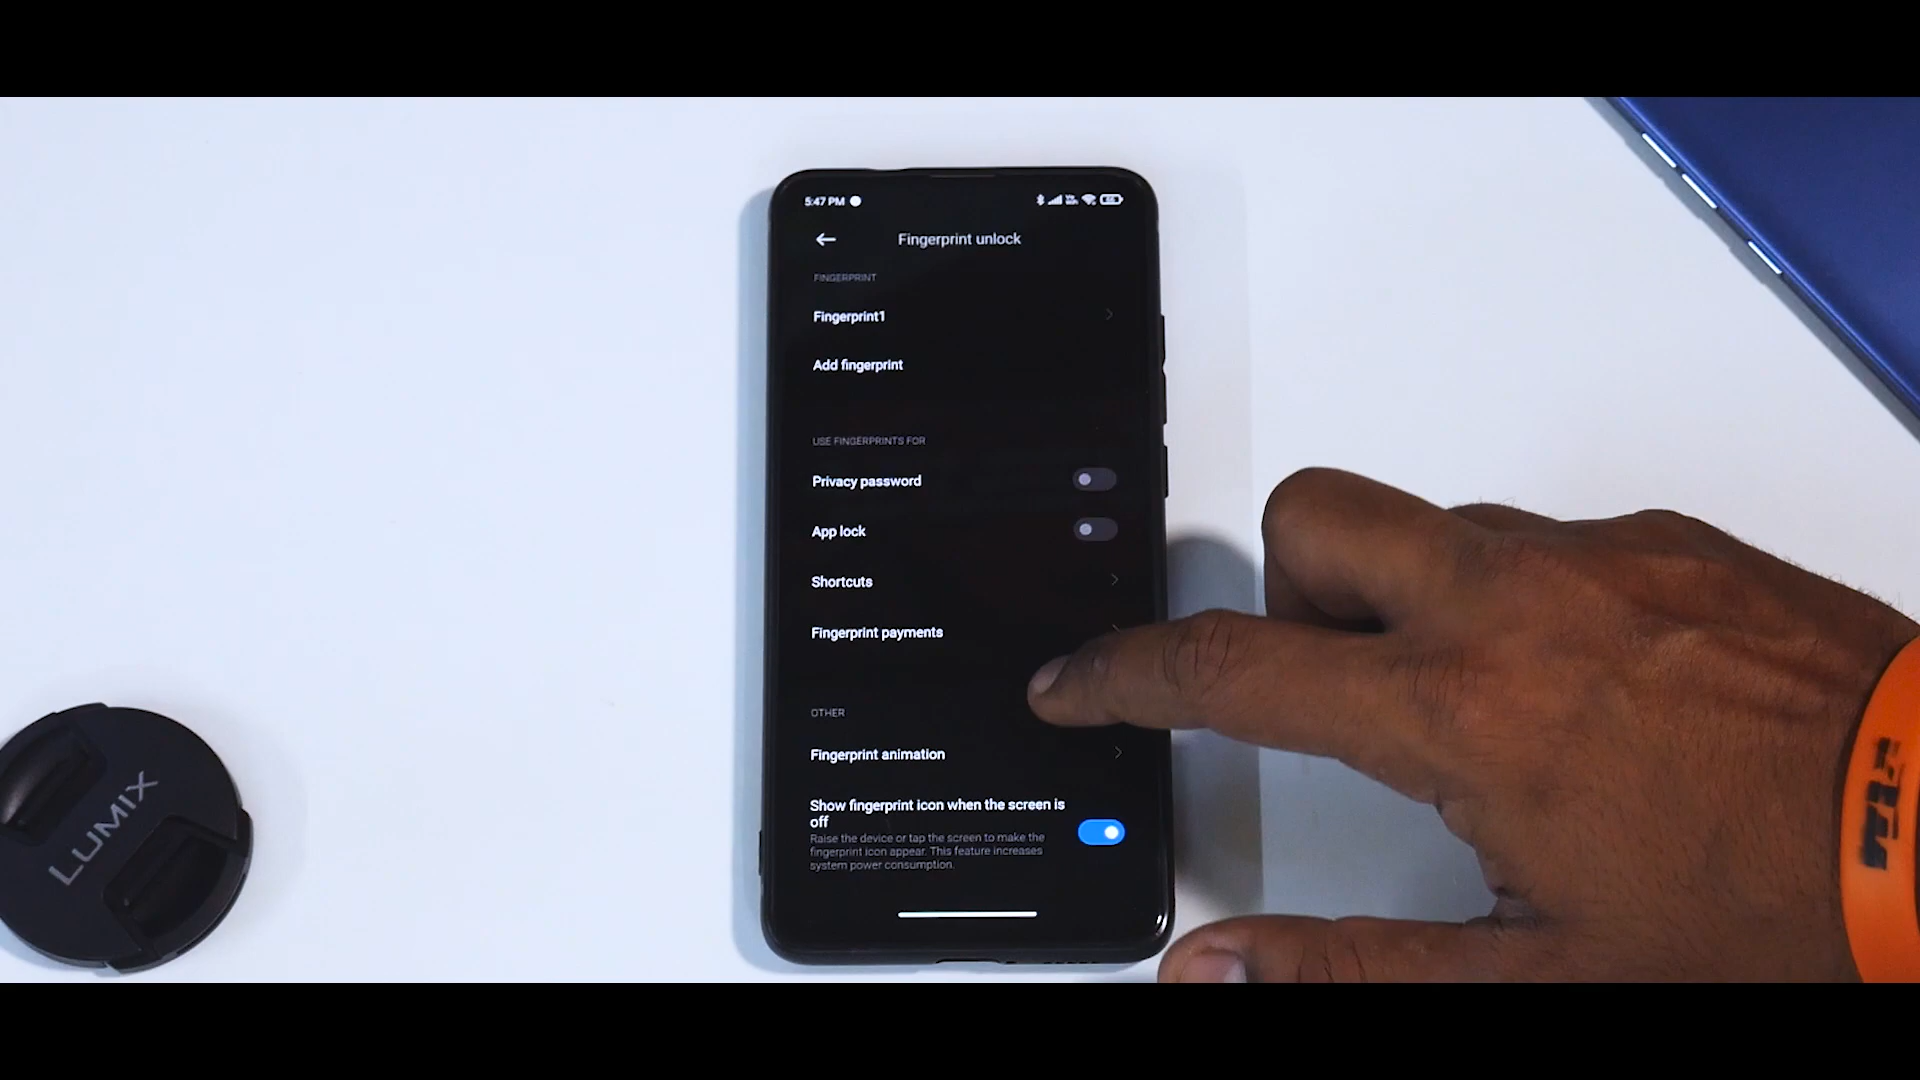 5:47 PM
Fingerprint unlock
FINGERPRINT
Fingerprint1
Add fingerprint
USE FINGERPRINTS FOR
Privacy password
App lock
Shortcuts
Fingerprint payments
OTHER
Fingerprint animation
Show fingerprint icon when the screen is
off
Raise the device or tap the screen to make the
fingerprint icon appear. This feature increases
system power consumption.
LUMIX